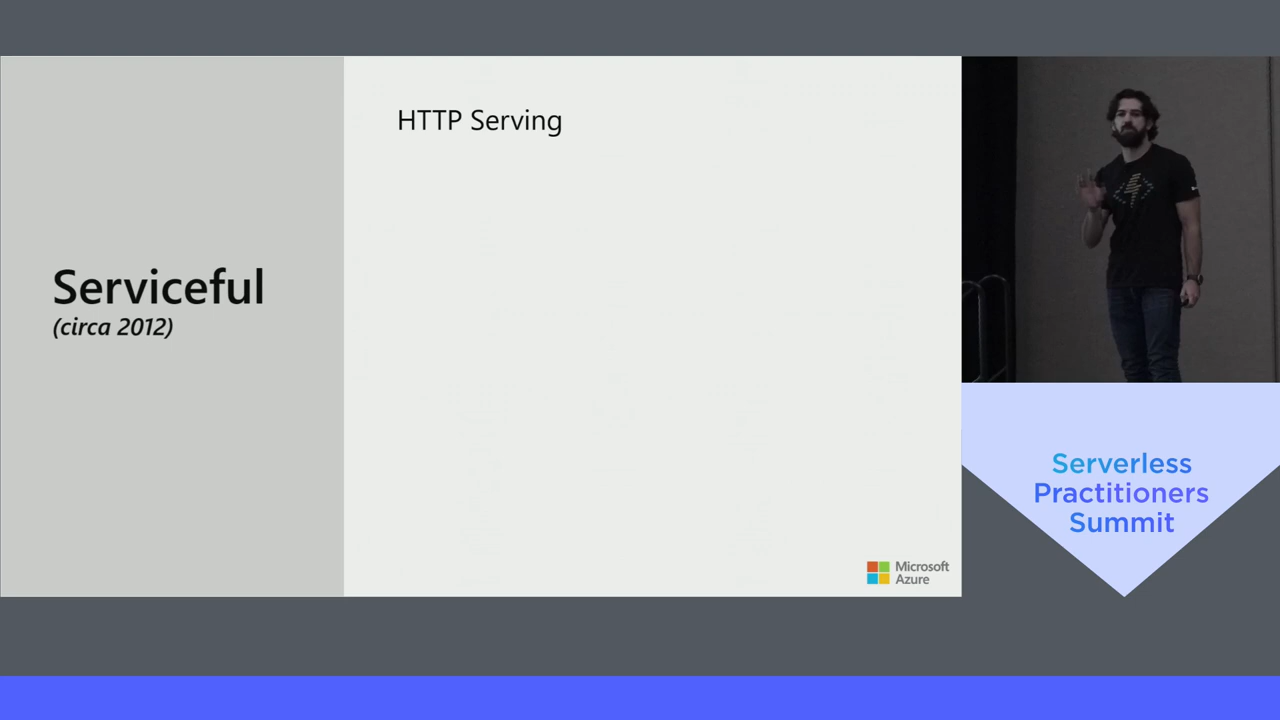 HTTP Serving
Serviceful
(circa 2012)
Microsoft
Azure
Serverless
Practitioners
Summit